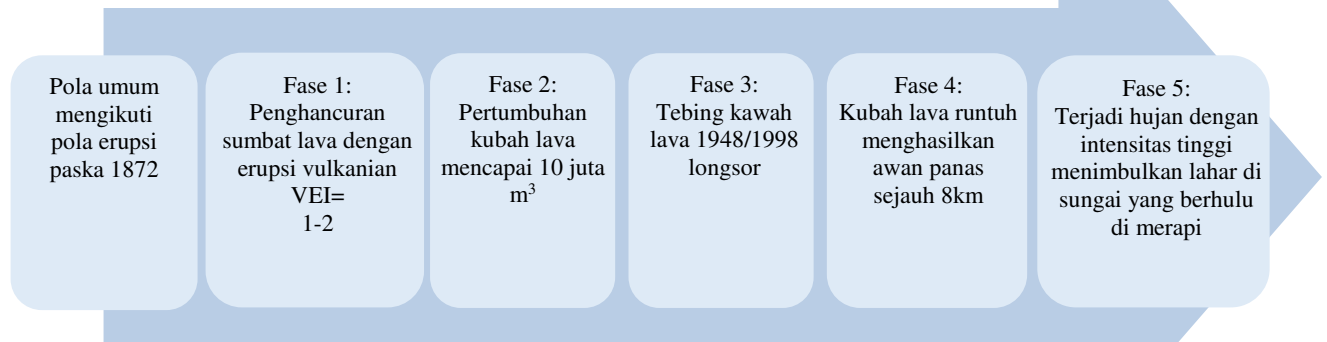 Pola umum
mengikuti
pola erupsi
paska 1872
Fase 1:
Penghancuran
sumbat lava dengan
erupsi vulkanian
VEI=
1-2
Fase 2:
Pertumbuhan
kubah lava
mencapai 10 juta
m³
Fase 3:
Tebing kawah
lava 1948/1998
longsor
Fase 4:
Kubah lava runtuh
menghasilkan
awan panas
sejauh 8km
Fase 5:
Terjadi hujan dengan
intensitas tinggi
menimbulkan lahar di
sungai yang berhulu
di merapi